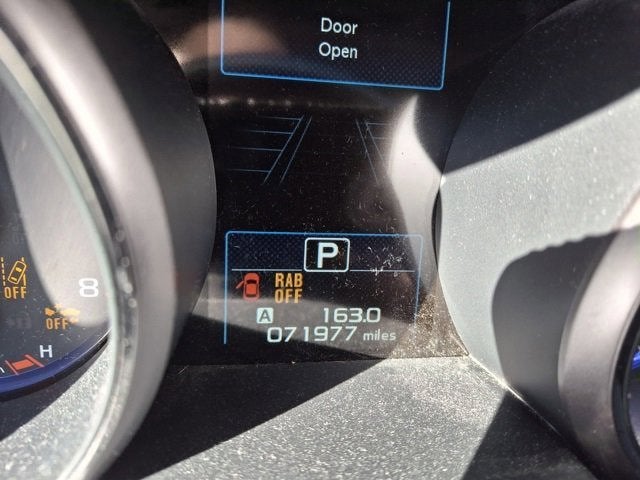 Door
Open
P
RAB
OFF
A 163.0
071977 miles
OFF
8
OFF
H